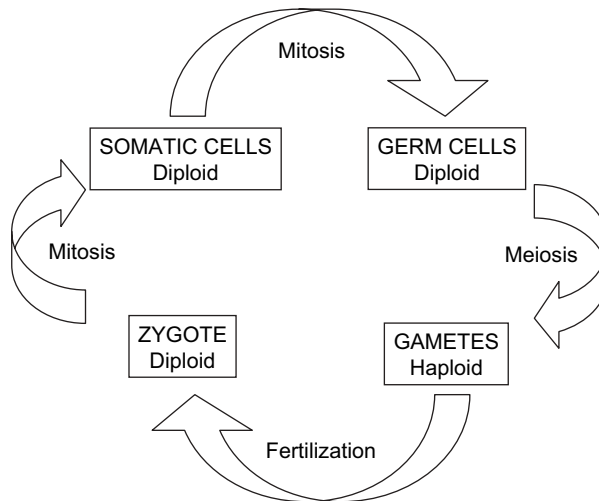 Mitosis
SOMATIC CELLS
Diploid
GERM CELLS
Diploid
Mitosis
Meiosis
ZYGOTE
Diploid
GAMETES
Haploid
Fertilization